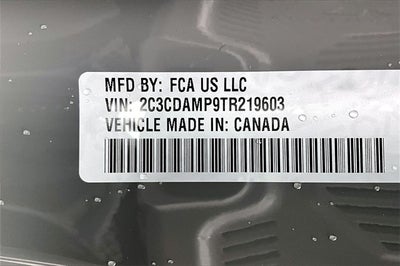 MFD BY: FCA US LLC
VIN: 2C3CDAMP9TR219603
VEHICLE MADE IN: CANADA